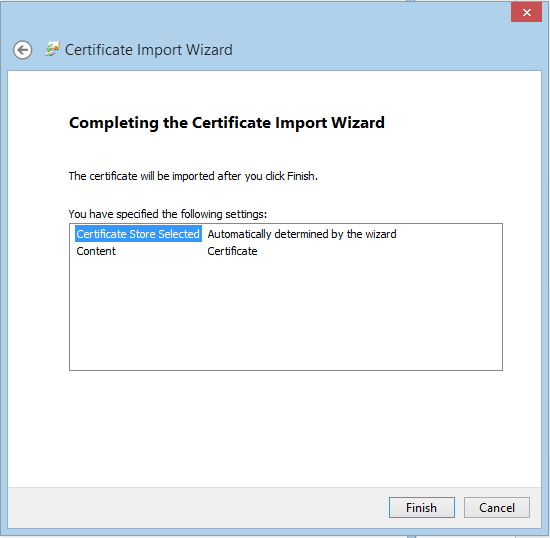 Certificate Import Wizard
Completing the Certificate Import Wizard
The certificate will be imported after you click Finish.
You have specified the following settings:
Certificate Store Selected Automatically determined by the wizard
Content Certificate
Finish Cancel